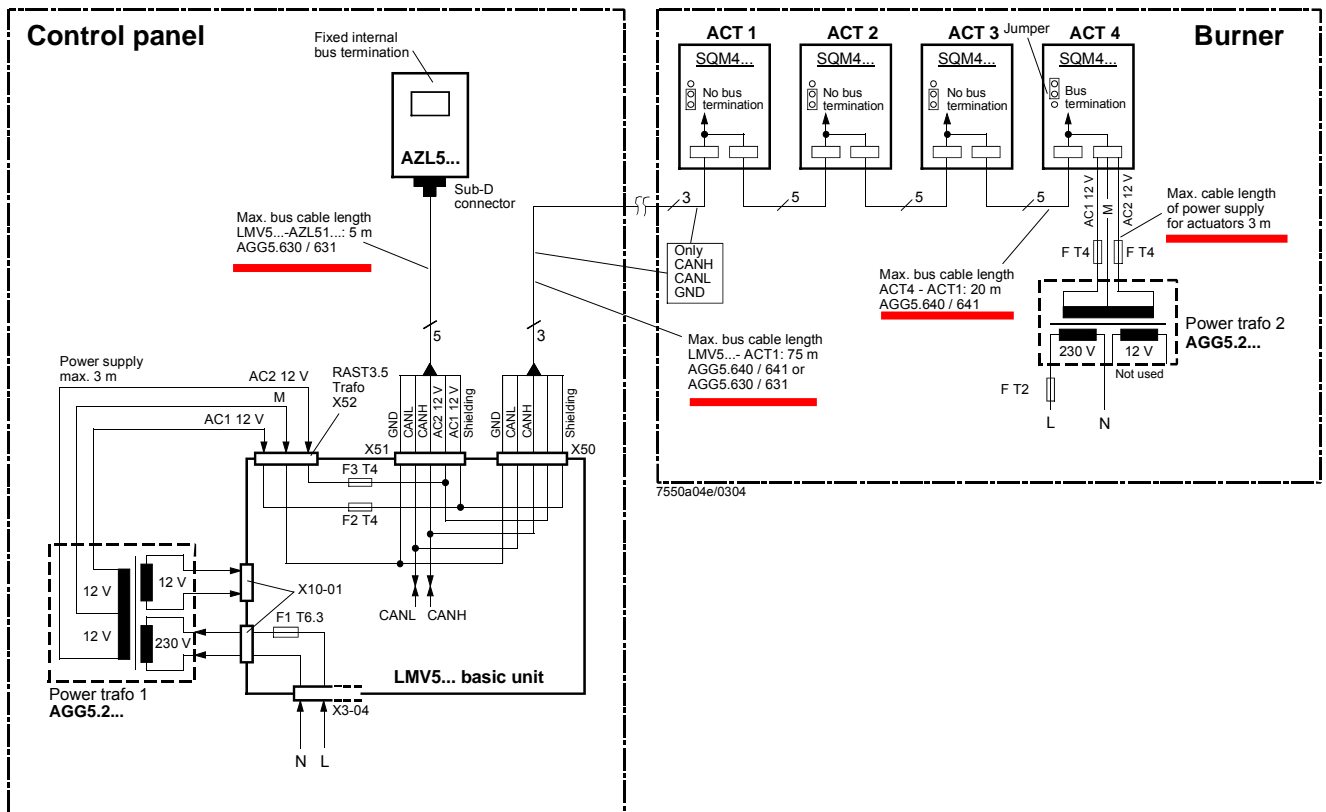 Control panel
Fixed internal
bus termination
AZL5...
Sub-D
connector
Max. bus cable length
LMV5...-AZL51...: 5 m
AGG5.630 / 631
5
3
Power supply
max. 3 m
AC2 12 V
M
AC1 12 V
RAST3.5
Trafo
X52
GND
CANL
CANH
AC2 12 V
AC1 12 V
Shielding
GND
CANL
CANH
Shielding
X51
X50
F3 T4
F2 T4
12 V
12 V
12 V
230 V
X10-01
F1 T6.3
CANL
CANH
LMV5... basic unit
Power trafo 1
AGG5.2...
X3-04
N
L
Burner
ACT 1
ACT 2
ACT 3
Jumper
ACT 4
SQM4...
SQM4...
SQM4...
SQM4...
No bus
termination
No bus
termination
No bus
termination
Bus
termination
3
5
5
5
Only
CANH
CANL
GND
AC1 12 V
M
AC2 12 V
Max. cable length
of power supply
for actuators 3 m
F T4
F T4
Max. bus cable length
ACT4 - ACT1: 20 m
AGG5.640 / 641
Max. bus cable length
LMV5...- ACT1: 75 m
AGG5.640 / 641 or
AGG5.630 / 631
230 V
12 V
Power trafo 2
AGG5.2...
Not used
F T2
L
N
7550a04e/0304